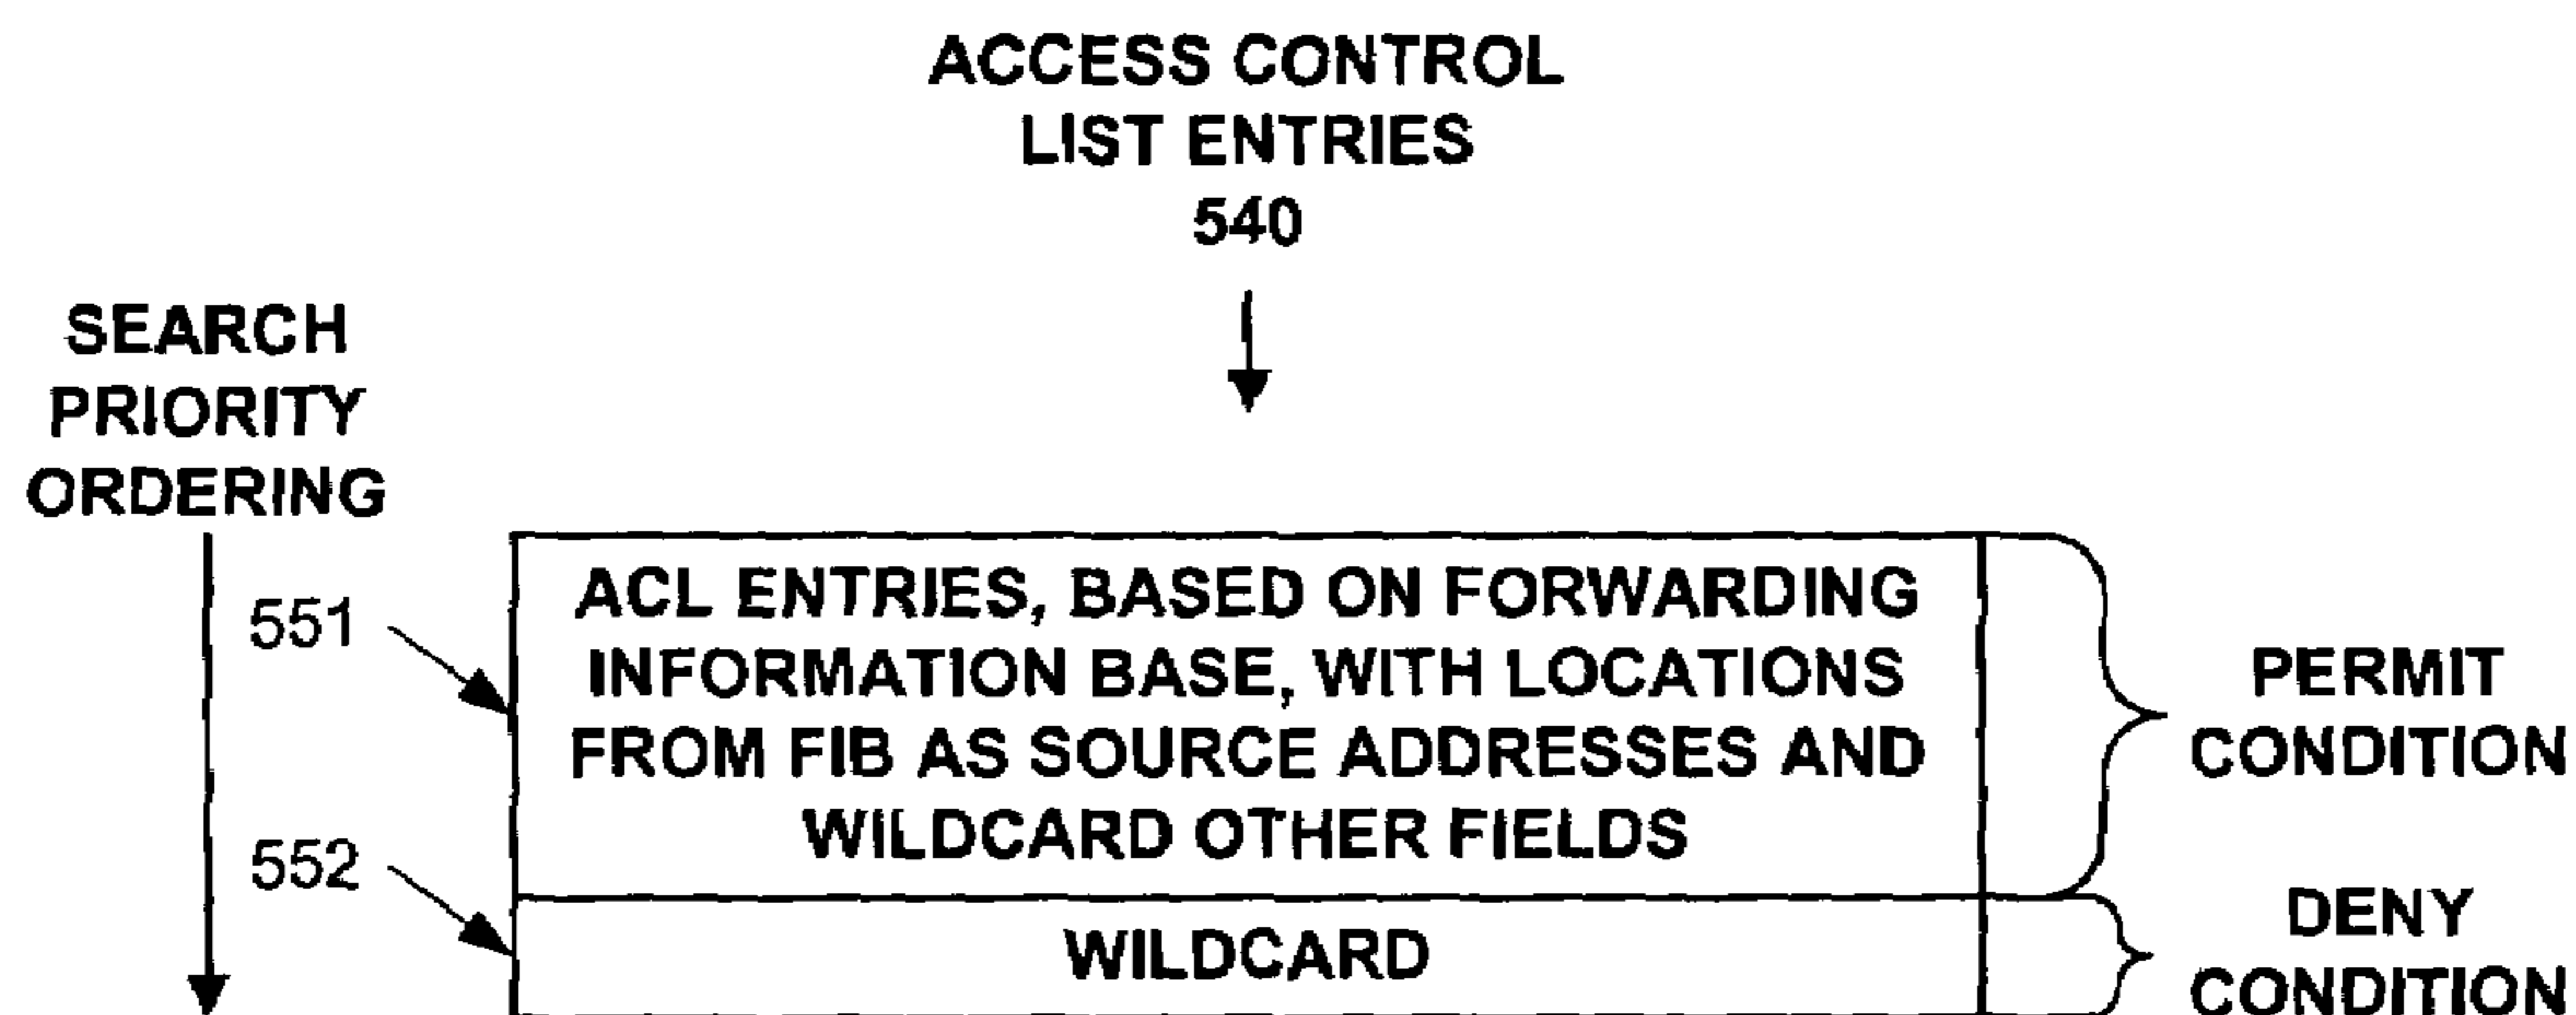 ACCESS CONTROL
LIST ENTRIES
540
SEARCH
PRIORITY
ORDERING
551
ACL ENTRIES, BASED ON FORWARDING
INFORMATION BASE, WITH LOCATIONS
FROM FIB AS SOURCE ADDRESSES AND
WILDCARD OTHER FIELDS
PERMIT
CONDITION
552
WILDCARD
DENY
CONDITION